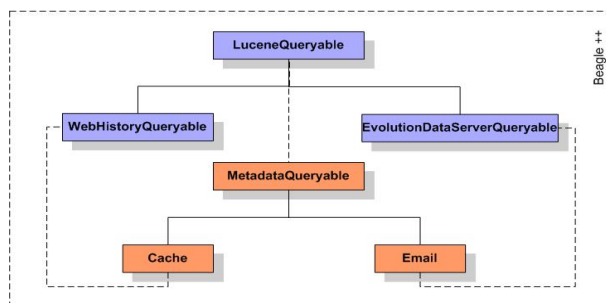 LuceneQueryable
Beagle ++
WebHistoryQueryable
EvolutionDataServerQueryable
MetadataQueryable
Cache
Email